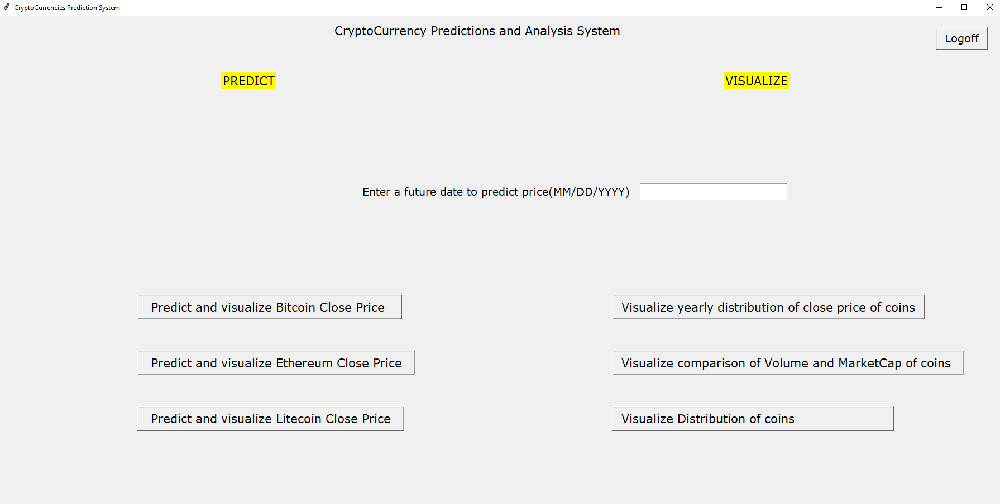 CryptoCurrencies Prediction System
CryptoCurrency Predictions and Analysis System
Logoff
PREDICT
VISUALIZE
Enter a future date to predict price(MM/DD/YYYY)
Predict and visualize Bitcoin Close Price
Visualize yearly distribution of close price of coins
Predict and visualize Ethereum Close Price
Visualize comparison of Volume and MarketCap of coins
Predict and visualize Litecoin Close Price
Visualize Distribution of coins